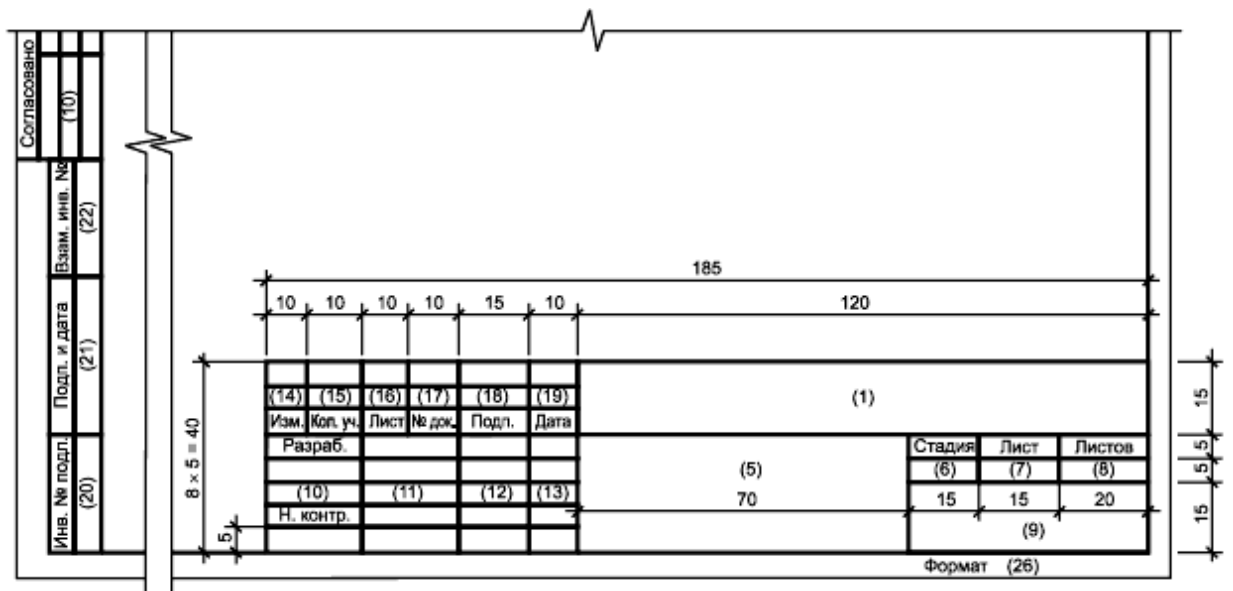 Согласовано
(10)
Взам. инв. №
(22)
Подп. и дата
(21)
Инв. № подл.
(20)
185
10 10 10 10 15 10 120
(14) (15) (16) (17) (18) (19) (1) 15
Изм. Кол. уч. Лист № док. Подп. Дата
8 × 5 = 40
Разраб. Стадия Лист Листов 5
(5) (6) (7) (8) 5
(10) (11) (12) (13) 70 15 15 20
Н. контр. 15
5 (9)
Формат (26)